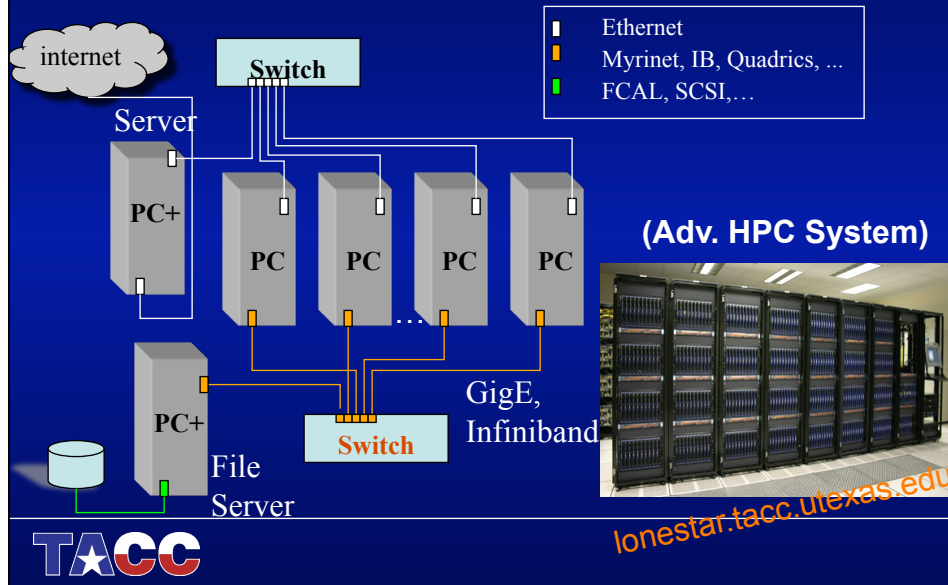 internet
Switch
Ethernet
Myrinet, IB, Quadrics, ...
FCAL, SCSI,…
Server
PC+
PC
PC
PC
PC
...
(Adv. HPC System)
PC+
File
Server
Switch
GigE,
Infiniband
lonestar.tacc.utexas.edu
TACC